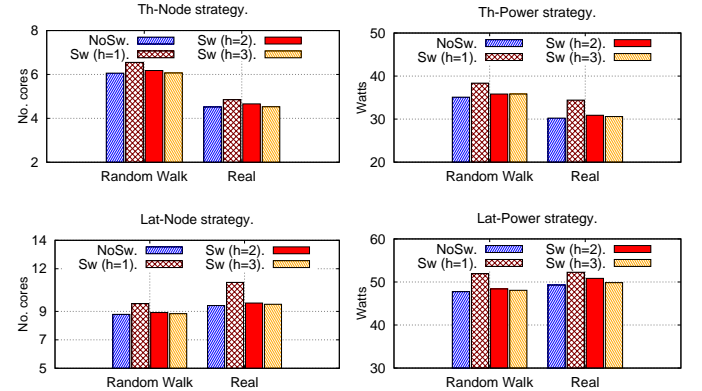 Th-Node strategy.
No. cores
8
6
4
2
NoSw.
Sw (h=1).
Sw (h=2).
Sw (h=3).
Random Walk
Real
Th-Power strategy.
Watts
50
40
30
20
NoSw.
Sw (h=1).
Sw (h=2).
Sw (h=3).
Random Walk
Real
Lat-Node strategy.
No. cores
14
12
9
7
5
NoSw.
Sw (h=1).
Sw (h=2).
Sw (h=3).
Random Walk
Real
Lat-Power strategy.
Watts
60
50
40
30
NoSw.
Sw (h=1).
Sw (h=2).
Sw (h=3).
Random Walk
Real